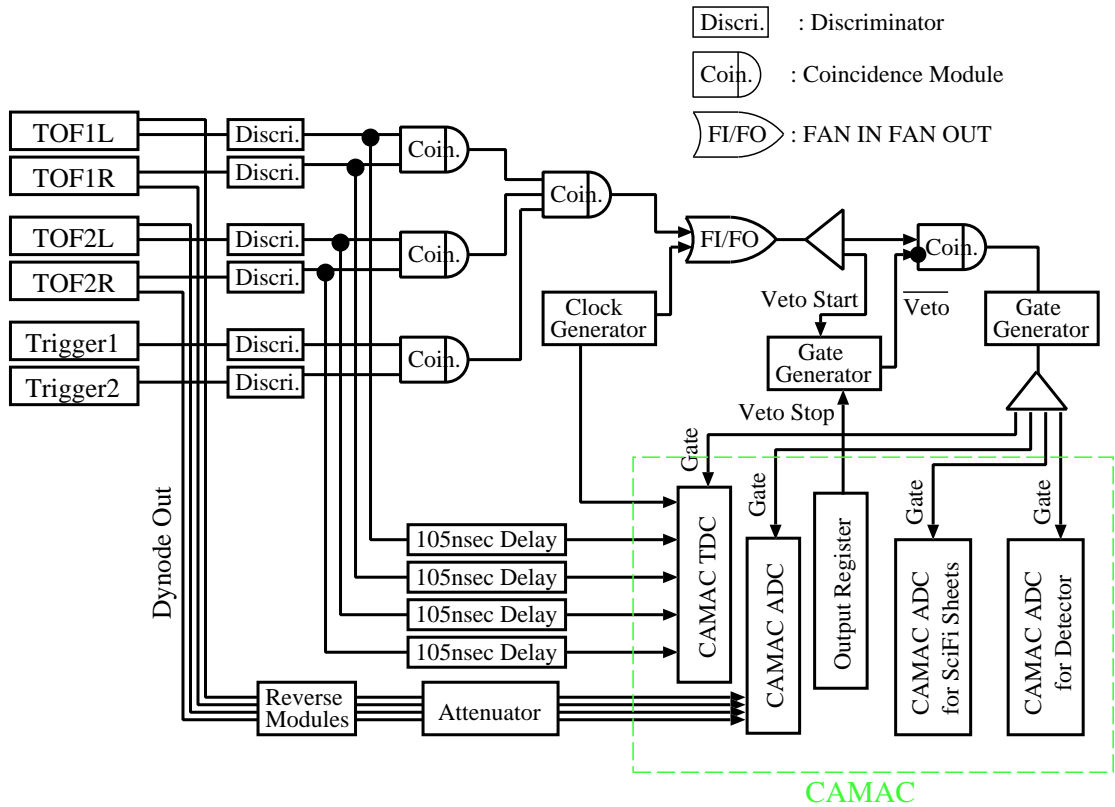 Discri. : Discriminator
Coin. : Coincidence Module
FI/FO : FAN IN FAN OUT
TOF1L
TOF1R
TOF2L
TOF2R
Trigger1
Trigger2
Discri.
Discri.
Discri.
Discri.
Discri.
Discri.
Coin.
Coin.
Coin.
Coin.
FI/FO
Coin.
Clock
Generator
Veto Start
Veto
Gate
Generator
Gate
Generator
Veto Stop
Gate
Gate
Gate
Gate
Dynode Out
105nsec Delay
105nsec Delay
105nsec Delay
105nsec Delay
Reverse
Modules
Attenuator
CAMAC TDC
CAMAC ADC
Output Register
CAMAC ADC
for SciFi Sheets
CAMAC ADC
for Detector
CAMAC